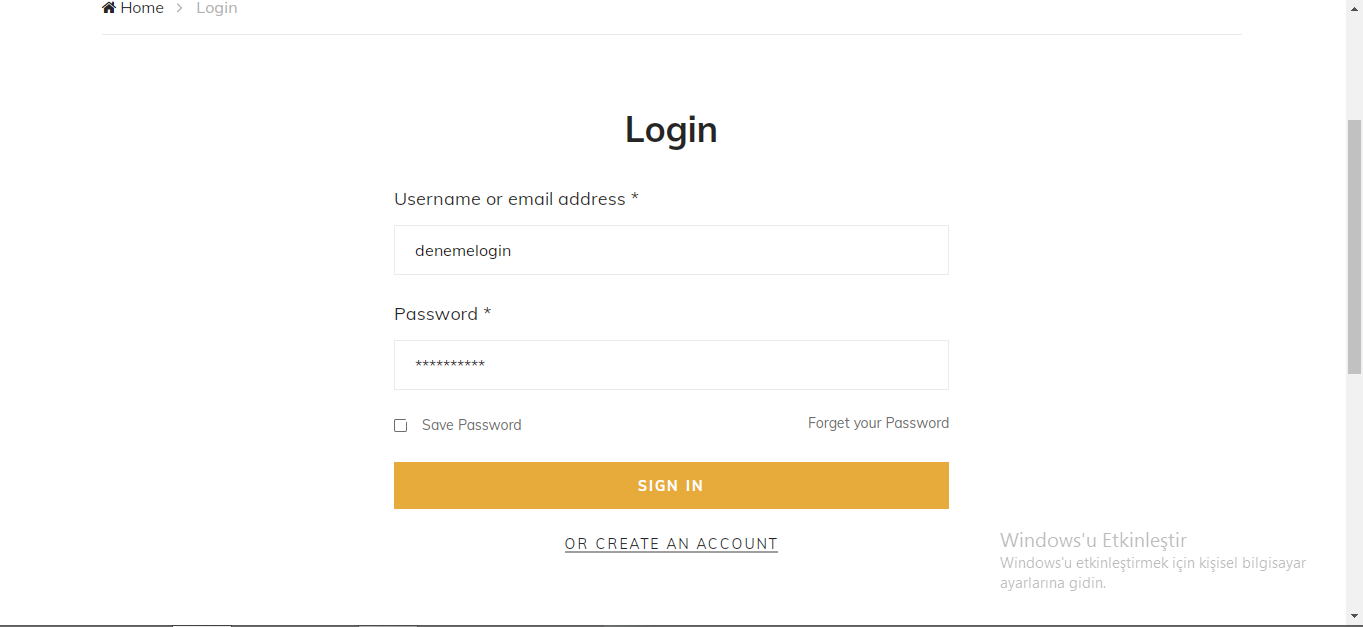 Home > Login
Login
Username or email address *
denemelogin
Password *
**********
Save Password
Forget your Password
SIGN IN
OR CREATE AN ACCOUNT
Windows'u Etkinleştir
Windows'u etkinleştirmek için kişisel bilgisayar
ayarlarına gidin.